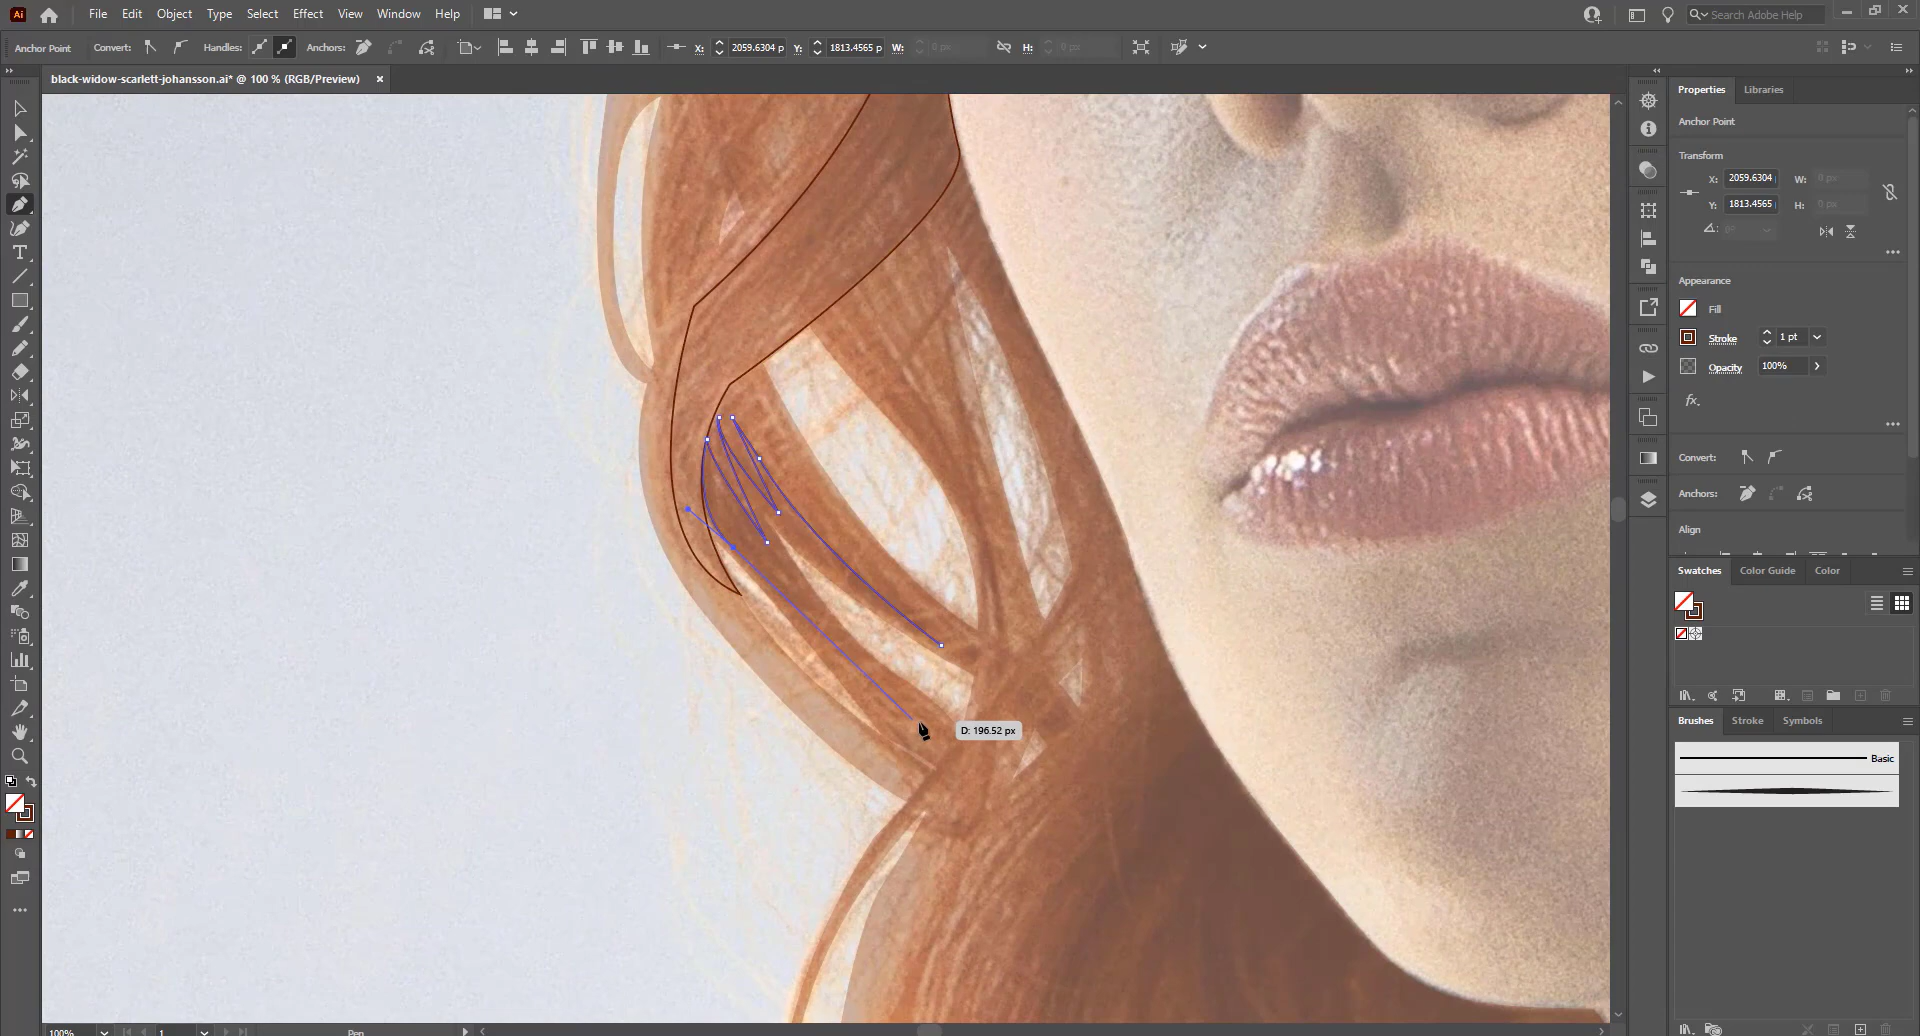 Ai File Edit Object Type Select Effect View Window Help Search Adobe Help
Anchor Point Convert: Handles: Anchors: X: 2059.6304 p Y: 1813.4565 p W: 0 px H: 0 px
black-widow-scarlett-johansson.ai* @ 100 % (RGB/Preview) ×
Properties Libraries
Anchor Point
Transform
X: 2059.6304 W: 0 px
Y: 1813.4565 H: 0 px
Appearance
Fill
Stroke 1 pt
Opacity 100%
fx.
Convert:
Anchors:
Align
Swatches Color Guide Color
Brushes Stroke Symbols
Basic
D: 196.52 px
100% 1 Pen